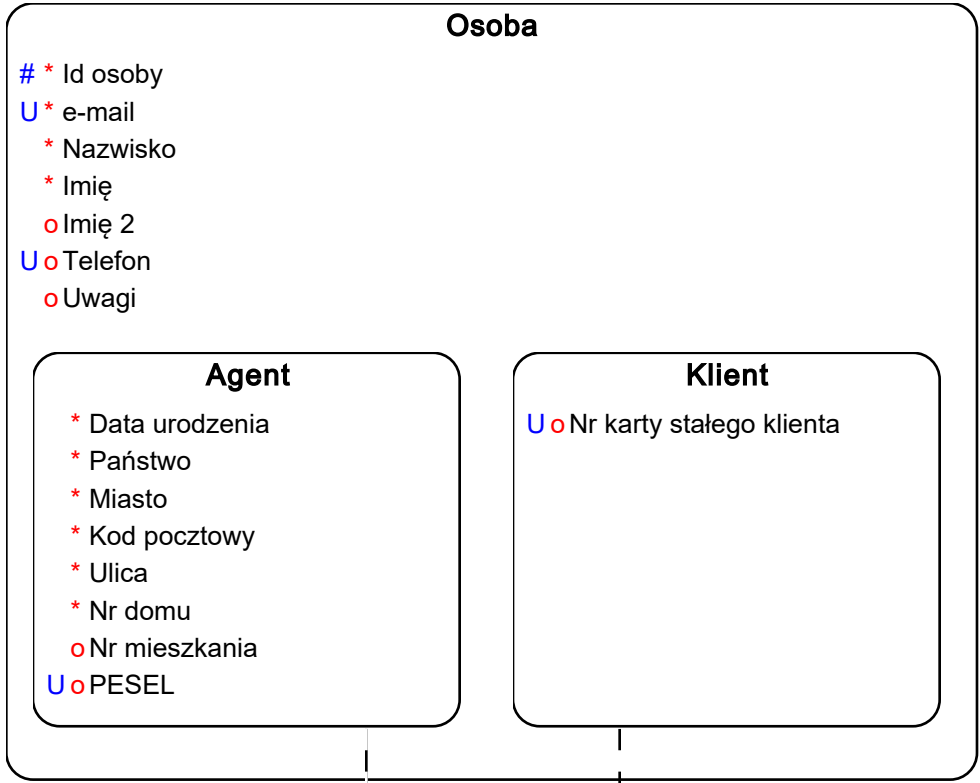 Osoba
# * Id osoby
U * e-mail
* Nazwisko
* Imię
o Imię 2
U o Telefon
o Uwagi
Agent
* Data urodzenia
* Państwo
* Miasto
* Kod pocztowy
* Ulica
* Nr domu
o Nr mieszkania
U o PESEL
Klient
U o Nr karty stałego klienta